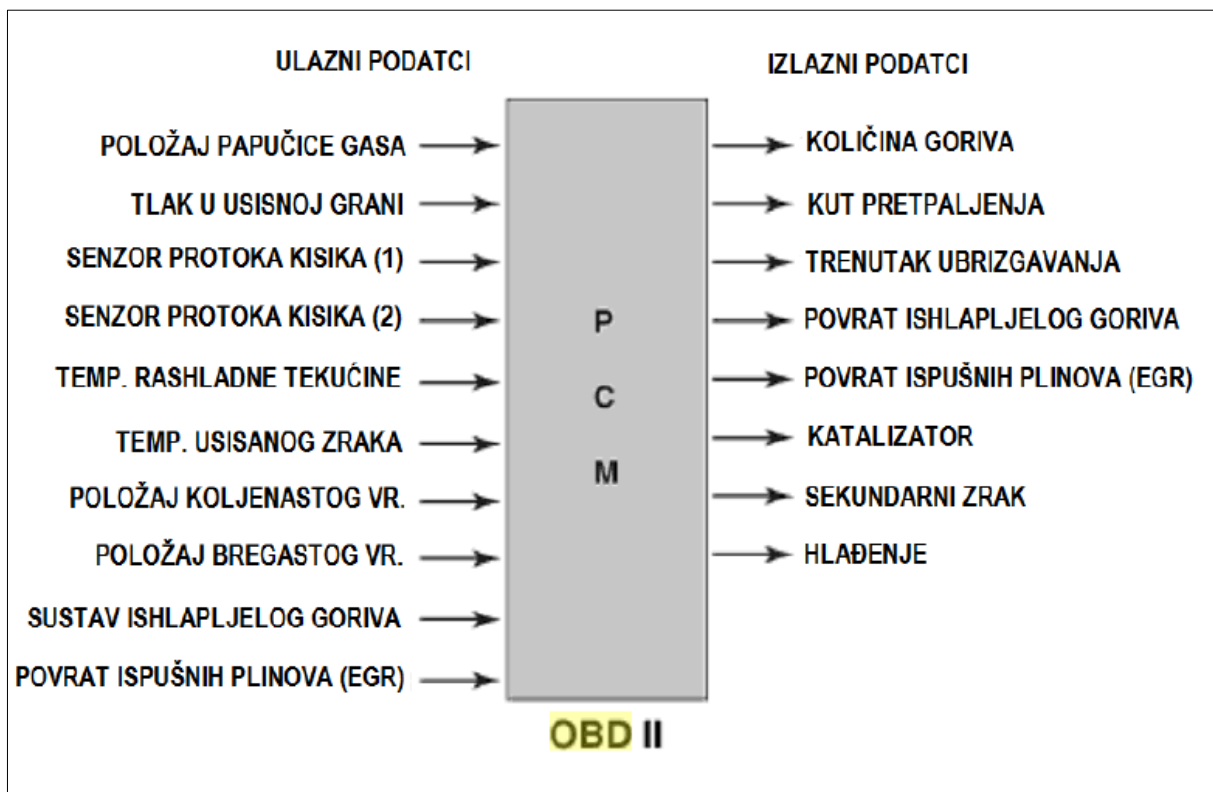 ULAZNI PODATCI
IZLAZNI PODATCI
POLOŽAJ PAPUČICE GASA
TLAK U USISNOJ GRANI
SENZOR PROTOKA KISIKA (1)
SENZOR PROTOKA KISIKA (2)
TEMP. RASHLADNE TEKUĆINE
TEMP. USISANOG ZRAKA
POLOŽAJ KOLJENASTOG VR.
POLOŽAJ BREGASTOG VR.
SUSTAV ISHLAPLJELOG GORIVA
POVRAT ISPUŠNIH PLINOVA (EGR)
P
C
M
KOLIČINA GORIVA
KUT PRETPALJENJA
TRENUTAK UBRIZGAVANJA
POVRAT ISHLAPLJELOG GORIVA
POVRAT ISPUŠNIH PLINOVA (EGR)
KATALIZATOR
SEKUNDARNI ZRAK
HLAĐENJE
OBD II